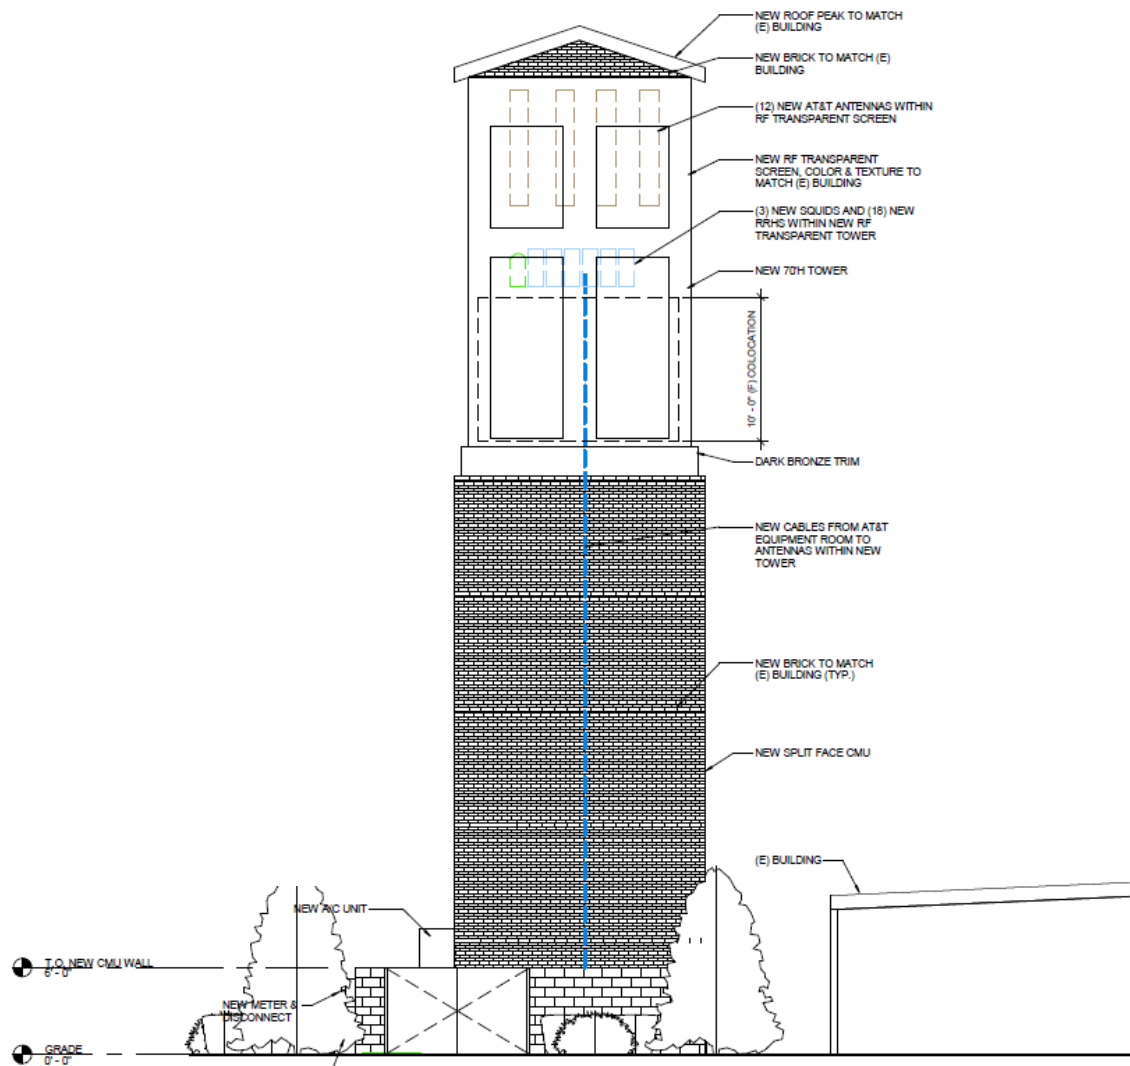 NEW ROOF PEAK TO MATCH
(E) BUILDING
NEW BRICK TO MATCH (E)
BUILDING
(12) NEW AT&T ANTENNAS WITHIN
RF TRANSPARENT SCREEN
NEW RF TRANSPARENT
SCREEN, COLOR & TEXTURE TO
MATCH (E) BUILDING
(3) NEW SQUIDS AND (18) NEW
RRHS WITHIN NEW RF
TRANSPARENT TOWER
NEW 70'H TOWER
10' - 0" (F) COLOCATION
DARK BRONZE TRIM
NEW CABLES FROM AT&T
EQUIPMENT ROOM TO
ANTENNAS WITHIN NEW
TOWER
NEW BRICK TO MATCH
(E) BUILDING (TYP.)
NEW SPLIT FACE CMU
(E) BUILDING
NEW A/C UNIT
T.O. NEW CMU WALL
6' - 0"
NEW METER &
DISCONNECT
GRADE
0' - 0"